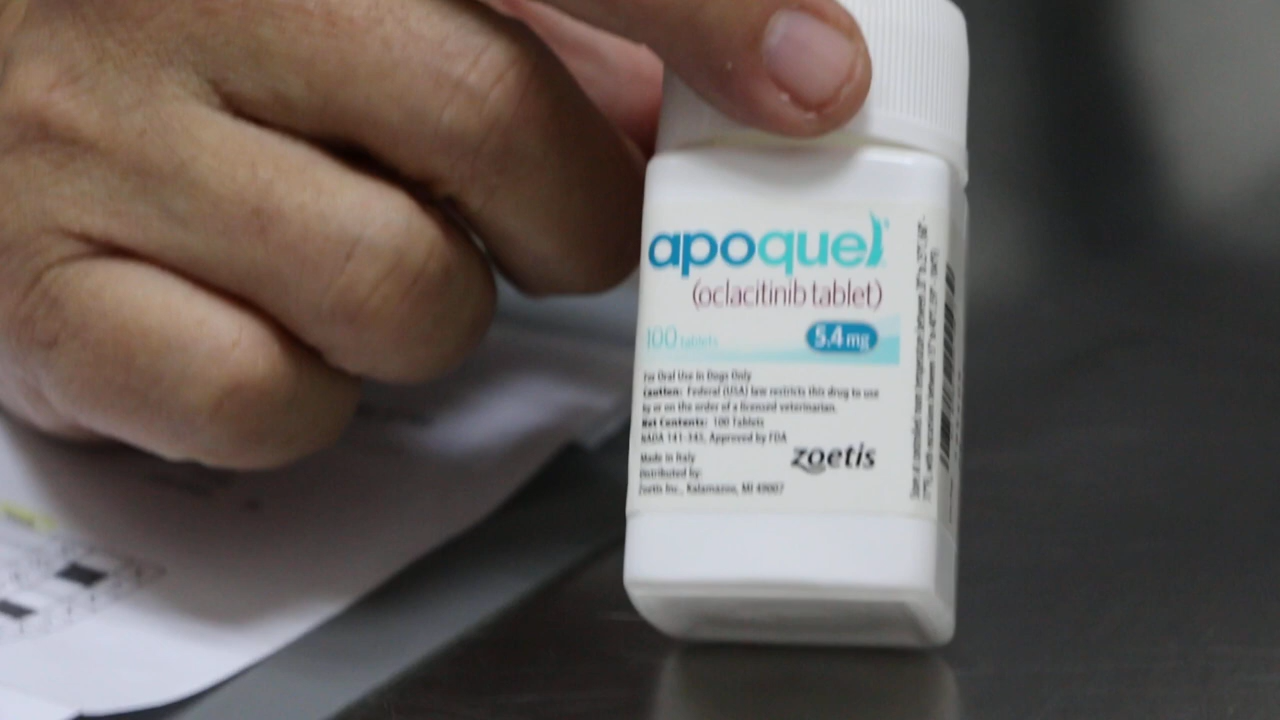 apoquel
(oclacitinib tablet)
100 tablets
5.4 mg
For Oral Use in Dogs Only
Caution: Federal (USA) law restricts this drug to use
by or on the order of a licensed veterinarian.
Net Contents: 100 Tablets
NADA 141-345, Approved by FDA
Made in Italy
Distributed by:
Zoetis Inc., Kalamazoo, MI 49007
zoetis